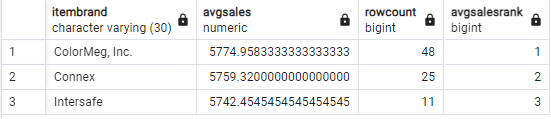 itembrand avgsales rowcount avgsalesrank
character varying (30) numeric bigint bigint
1 ColorMeg, Inc. 5774.9583333333333333 48 1
2 Connex 5759.3200000000000000 25 2
3 Intersafe 5742.4545454545454545 11 3